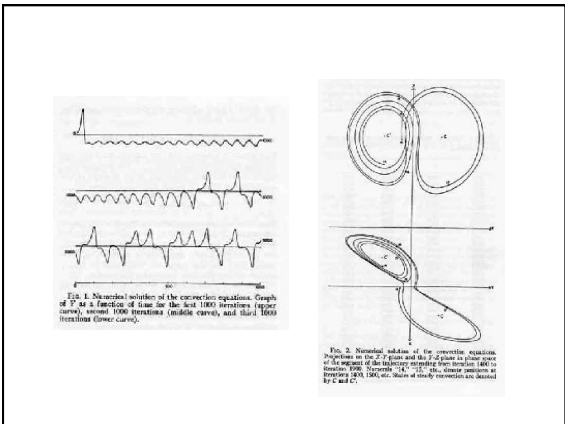 FIG. 1. Numerical solution of the convection equations. Graph
of Y as a function of time for the first 1000 iterations (upper
curve), second 1000 iterations (middle curve), and third 1000
iterations (lower curve).
FIG. 2. Numerical solution of the convection equations.
Projections on the X-Y-plane and the Y-Z-plane in phase space
of the segment of the trajectory extending from iteration 1400 to
iteration 1900. Numerals "14," "15," etc., denote positions at
iterations 1400, 1500, etc. States of steady convection are denoted
by C and C'.